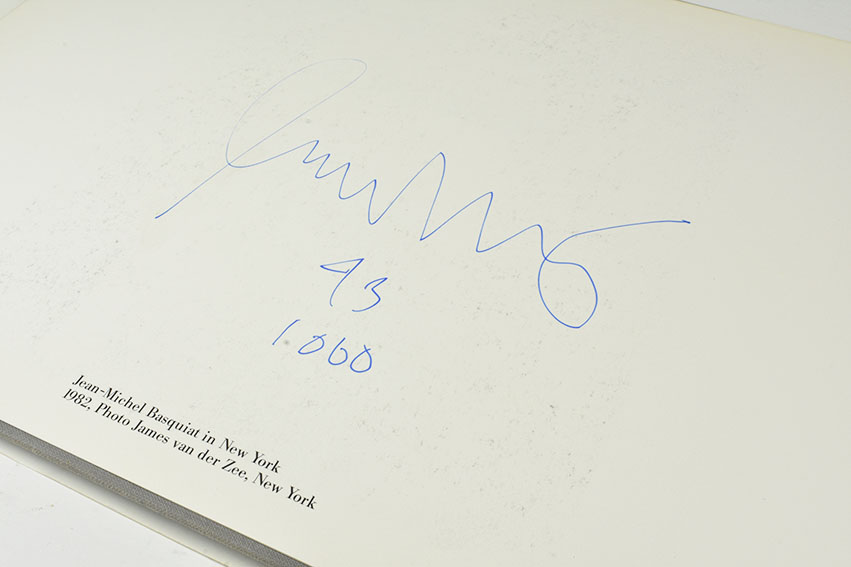 93
1000
Jean-Michel Basquiat in New York
1982, Photo James van der Zee, New York